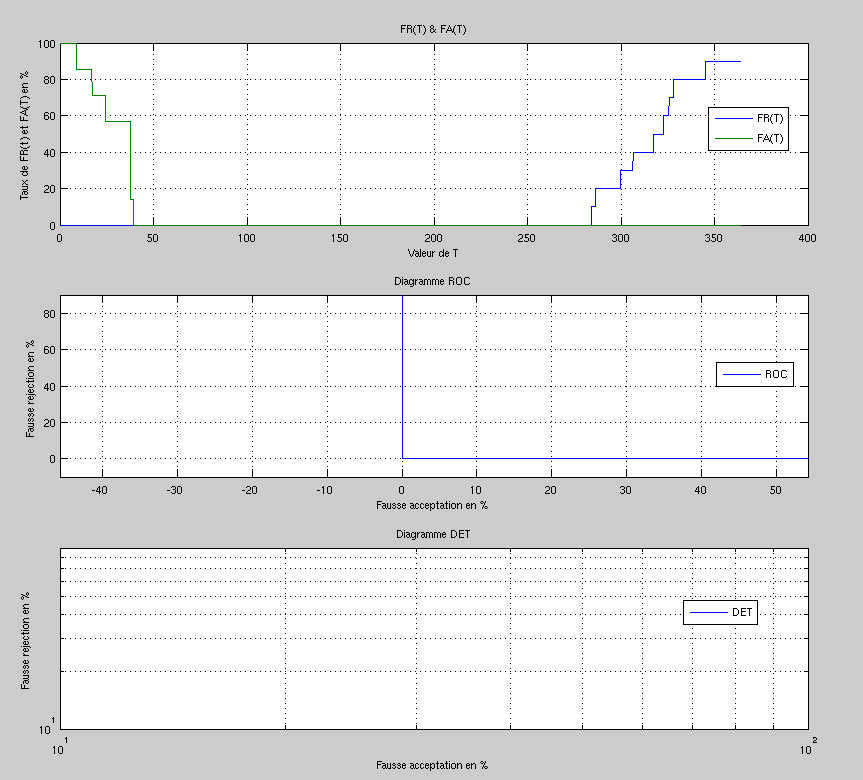 FR(T) & FA(T)
Taux de FR(t) et FA(T) en %
100
80
60
40
20
0
0 50 100 150 200 250 300 350 400
Valeur de T
FR(T)
FA(T)
Diagramme ROC
Fausse rejection en %
80
60
40
20
0
-40 -30 -20 -10 0 10 20 30 40 50
Fausse acceptation en %
ROC
Diagramme DET
Fausse rejection en %
10^1
10^1 10^2
Fausse acceptation en %
DET